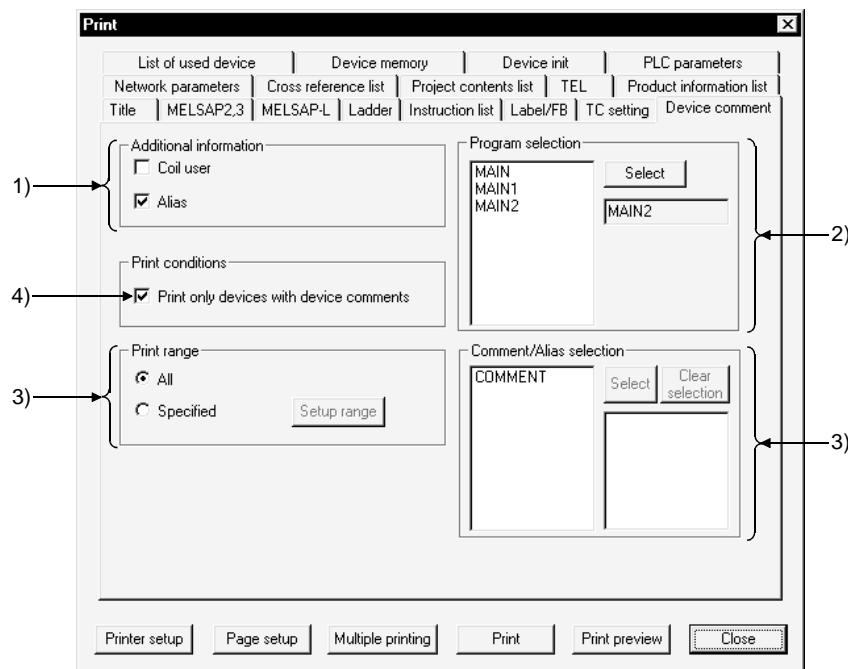 Print
List of used device
Device memory
Device init
PLC parameters
Network parameters
Cross reference list
Project contents list
TEL
Product information list
Title
MELSAP2,3
MELSAP-L
Ladder
Instruction list
Label/FB
TC setting
Device comment
1)
Additional information
Coil user
Alias
Program selection
MAIN
MAIN1
MAIN2
Select
MAIN2
2)
4)
Print conditions
Print only devices with device comments
3)
Print range
All
Specified
Setup range
Comment/Alias selection
COMMENT
Select
Clear
selection
3)
Printer setup
Page setup
Multiple printing
Print
Print preview
Close